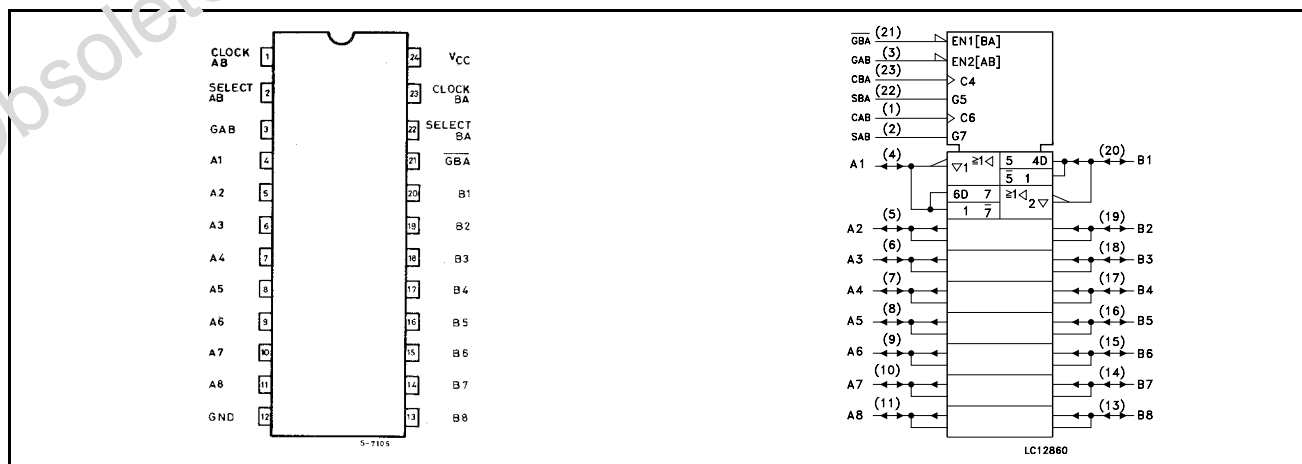 obsolete
CLOCK AB 1
SELECT AB 2
GAB 3
A1 4
A2 5
A3 6
A4 7
A5 8
A6 9
A7 10
A8 11
GND 12
24 VCC
23 CLOCK BA
22 SELECT BA
21 G̅B̅A̅
20 B1
19 B2
18 B3
17 B4
16 B5
15 B6
14 B7
13 B8
S-7105
G̅B̅A̅ (21) EN1[BA]
GAB (3) EN2[AB]
CBA (23) C4
SBA (22) G5
CAB (1) C6
SAB (2) G7
A1 (4) ▽1 ≥1◁ 5 4D (20) B1
5̅ 1
6D 7 ≥1◁ 2▽
1 7̅
A2 (5) (19) B2
A3 (6) (18) B3
A4 (7) (17) B4
A5 (8) (16) B5
A6 (9) (15) B6
A7 (10) (14) B7
A8 (11) (13) B8
LC12860